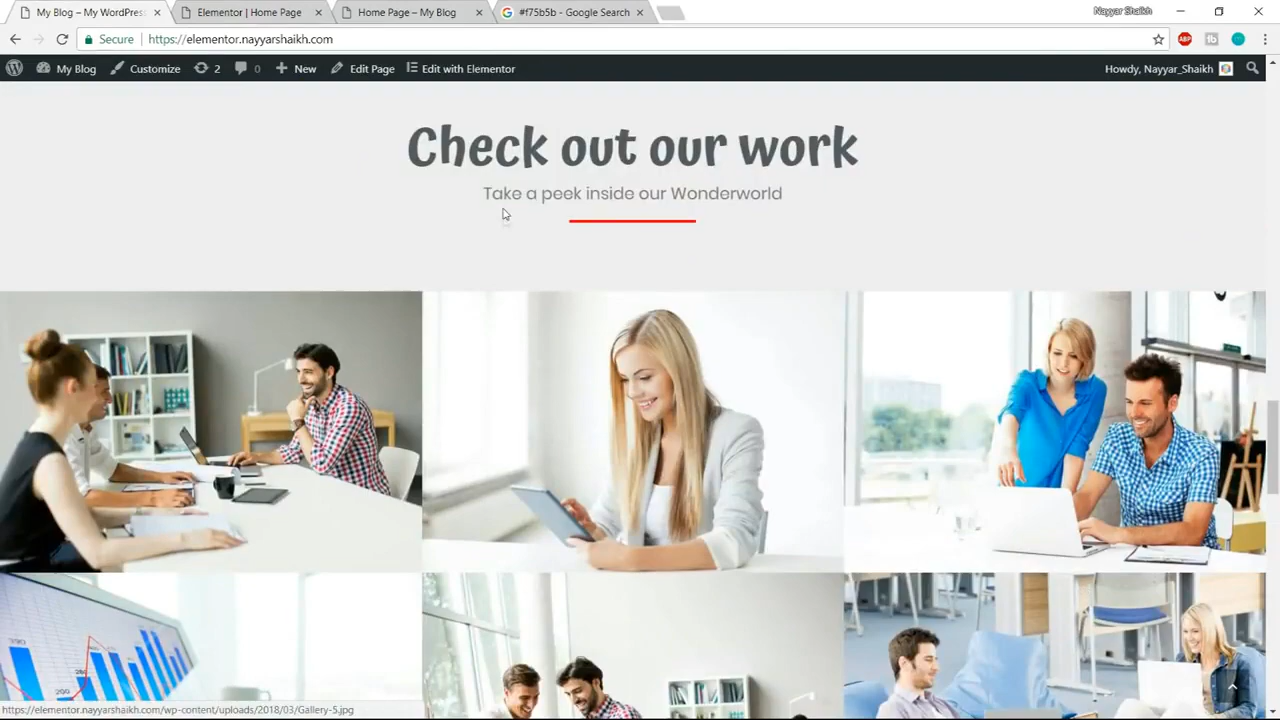 My Blog – My WordPress
Elementor | Home Page
Home Page – My Blog
#f75b5b - Google Search
Nayyar Shaikh
Secure
https://elementor.nayyarshaikh.com
ABP
My Blog
Customize
2
0
New
Edit Page
Edit with Elementor
Howdy, Nayyar_Shaikh
Check out our work
Take a peek inside our Wonderworld
https://elementor.nayyarshaikh.com/wp-content/uploads/2018/03/Gallery-5.jpg